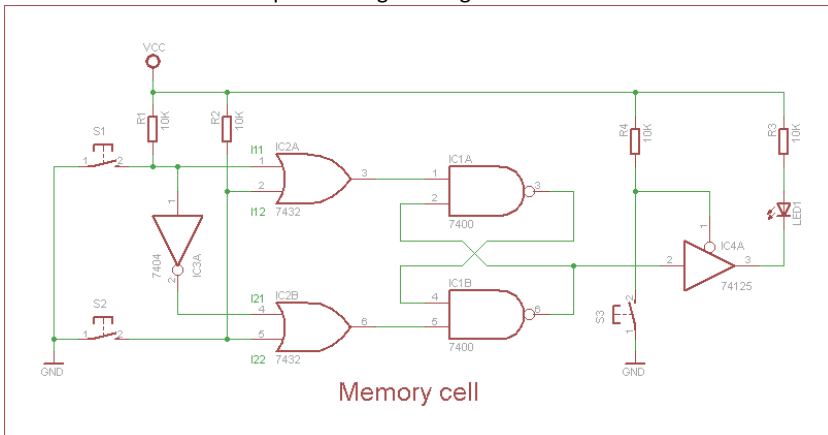 VCC
R1
10K
R2
10K
R4
10K
R3
10K
S1
1
2
I11
I12
IC2A
1
2
3
7432
IC1A
1
2
3
7400
LED1
1
7404
IC3A
2
1
IC4A
2
3
74125
S2
1
2
I21
I22
IC2B
4
5
6
7432
4
IC1B
5
6
7400
S3
2
1
GND
GND
Memory cell